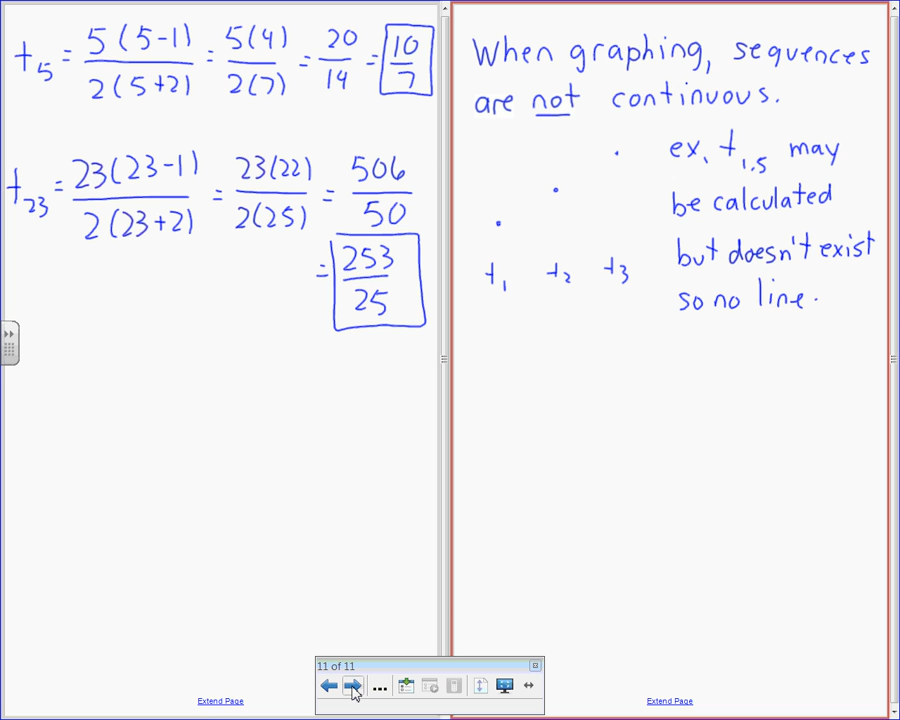 t₅ = 5(5-1)/2(5+2) = 5(4)/2(7) = 20/14 = 10/7
t₂₃ = 23(23-1)/2(23+2) = 23(22)/2(25) = 506/50
= 253/25
When graphing, sequences
are not continuous.
ex. t₁.₅ may
be calculated
but doesn't exist
so no line.
t₁ t₂ t₃
11 of 11
Extend Page
Extend Page